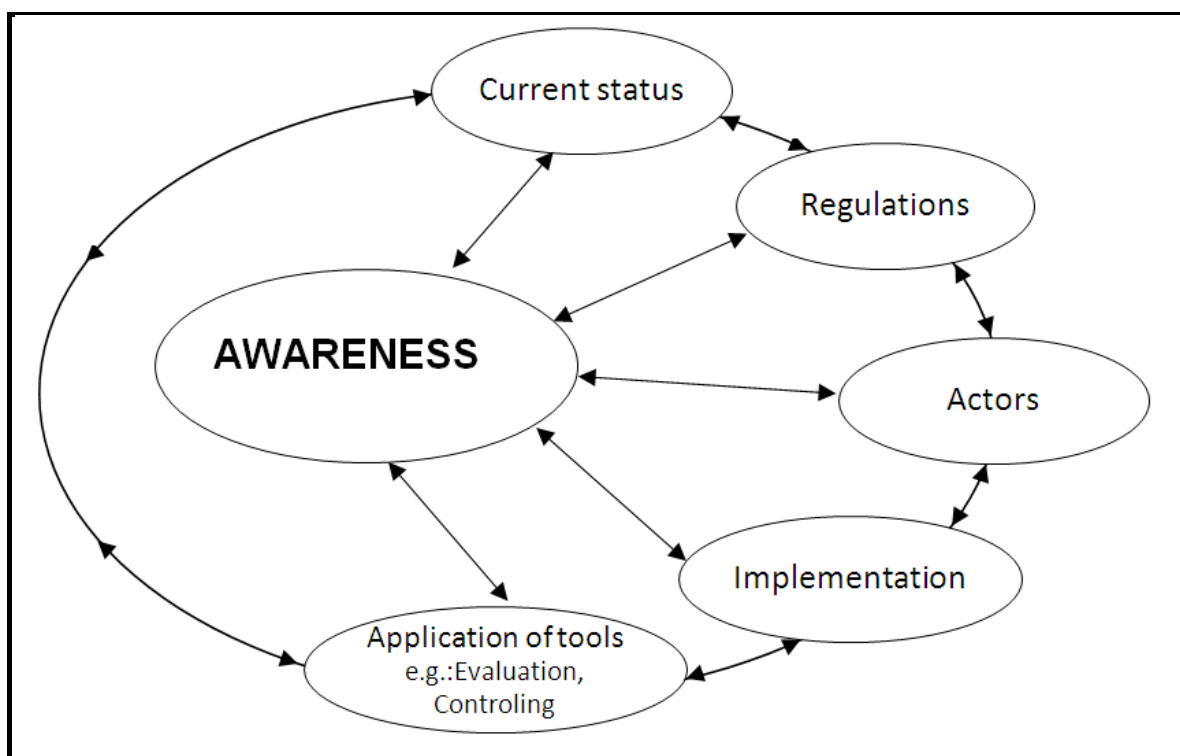 Current status
Regulations
AWARENESS
Actors
Implementation
Application of tools
e.g.:Evaluation,
Controling